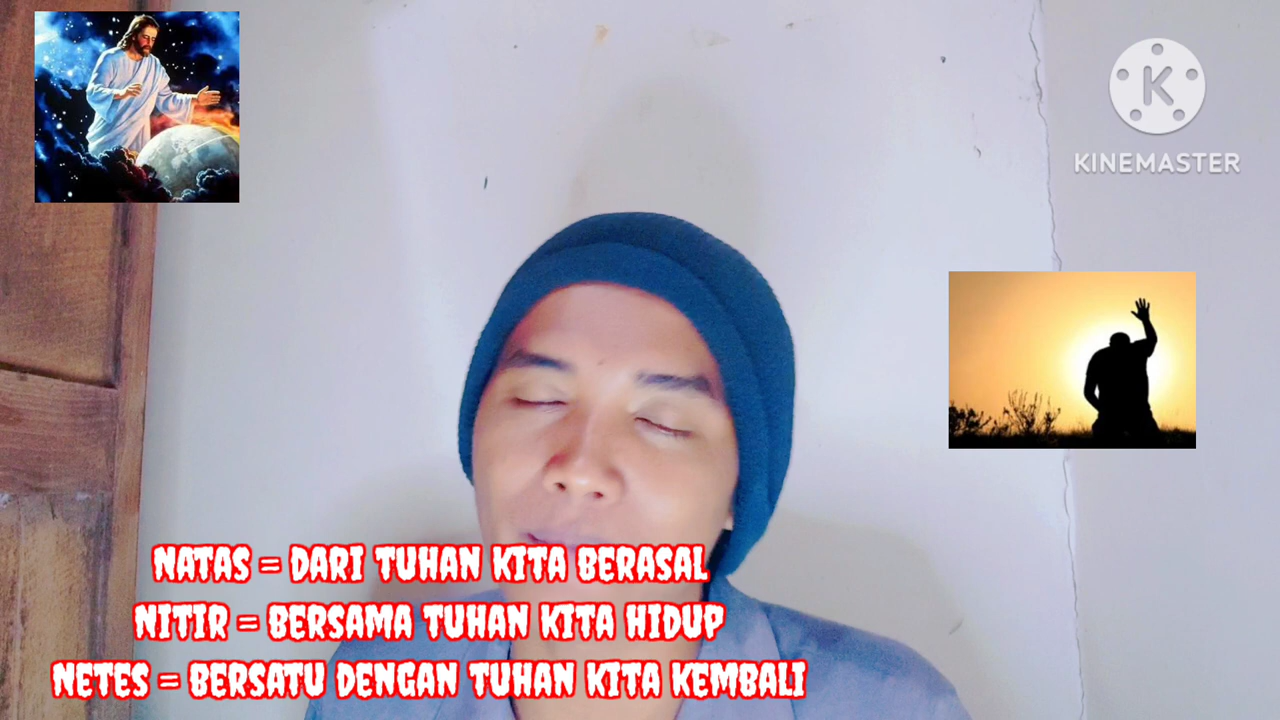 KINEMASTER
NATAS = DARI TUHAN KITA BERASAL
NITIR = BERSAMA TUHAN KITA HIDUP
NETES = BERSATU DENGAN TUHAN KITA KEMBALI